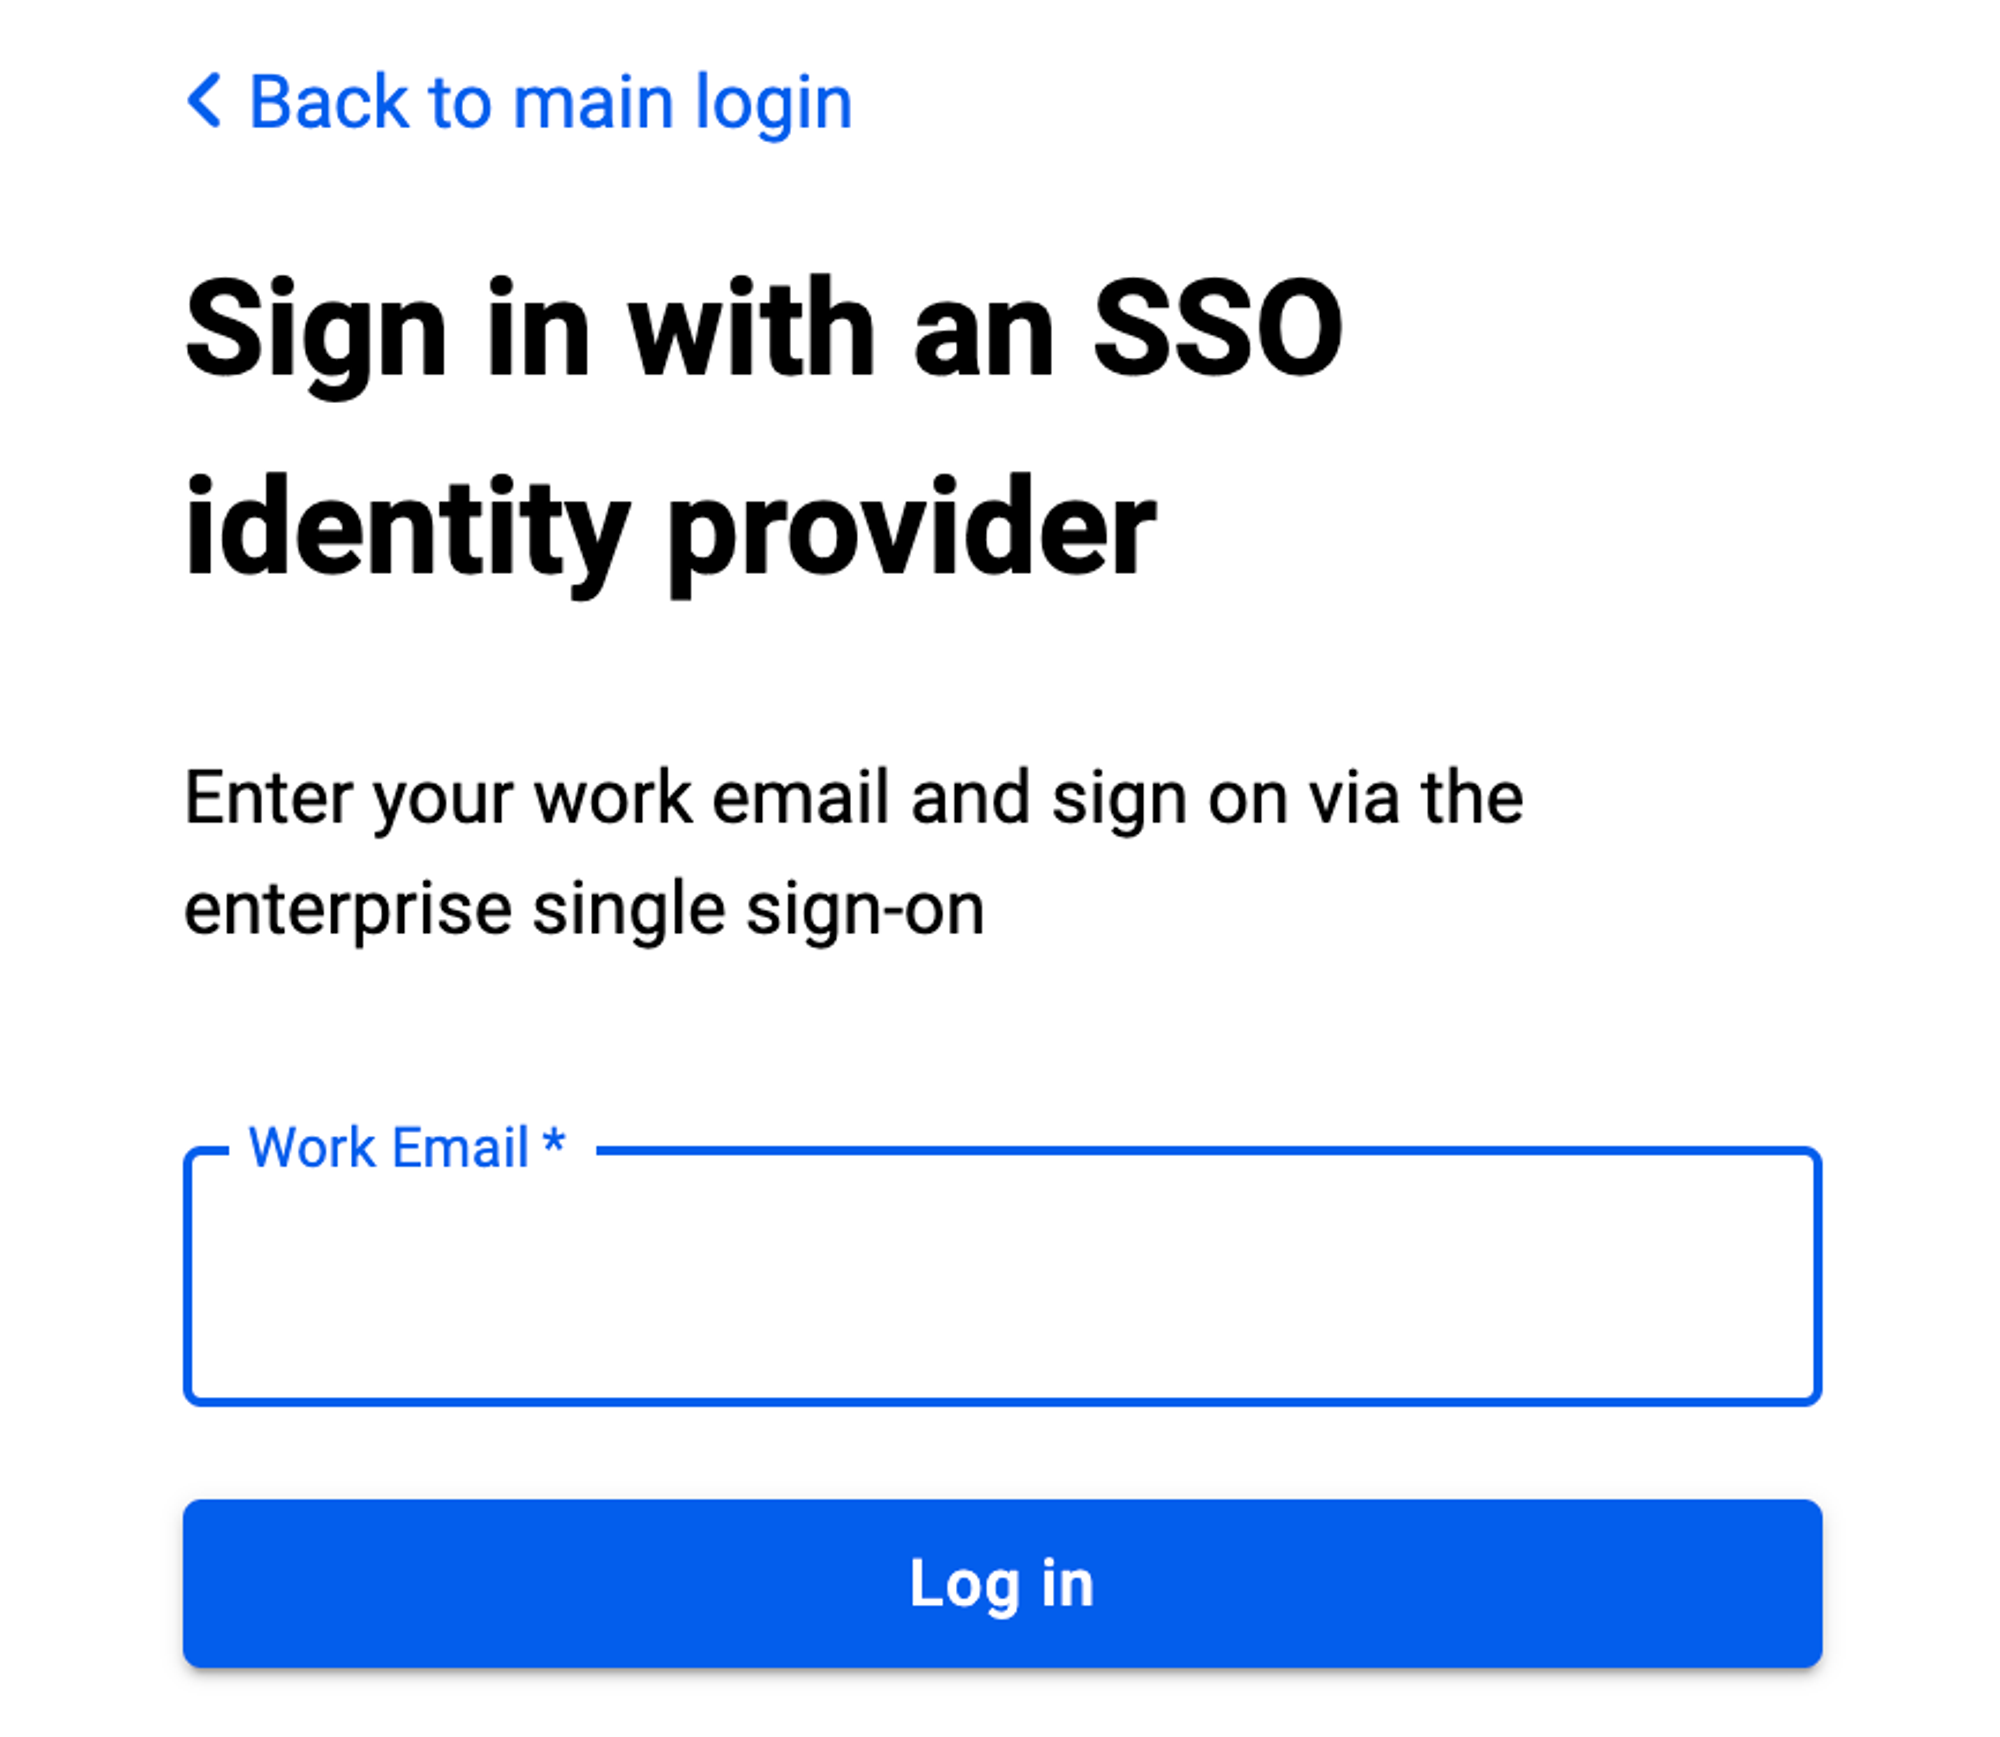 Back to main login
Sign in with an SSO
identity provider
Enter your work email and sign on via the
enterprise single sign-on
Work Email *
Log in